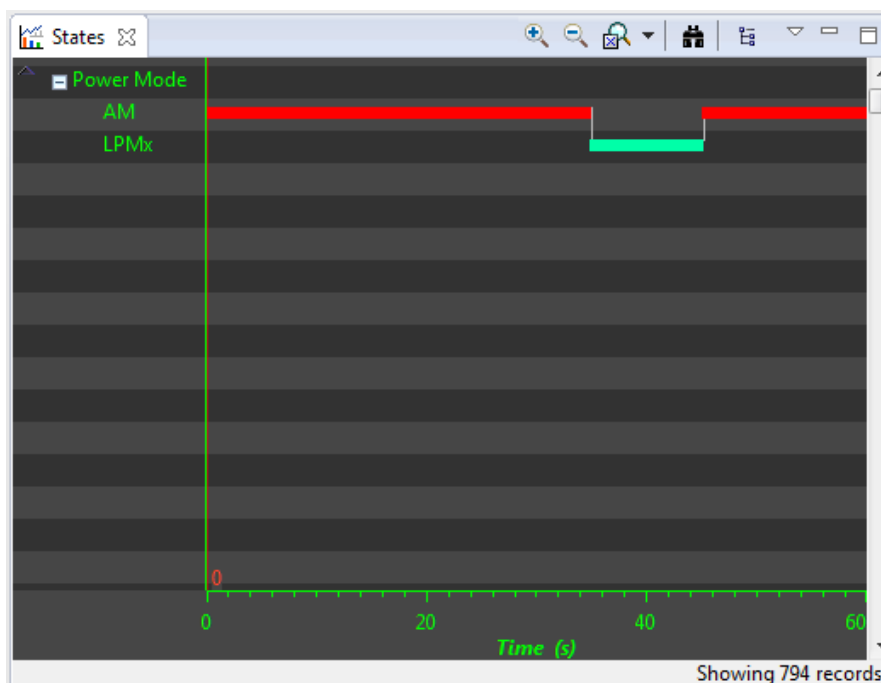 States
Power Mode
AM
LPMx
0
0 20 40 60
Time (s)
Showing 794 records